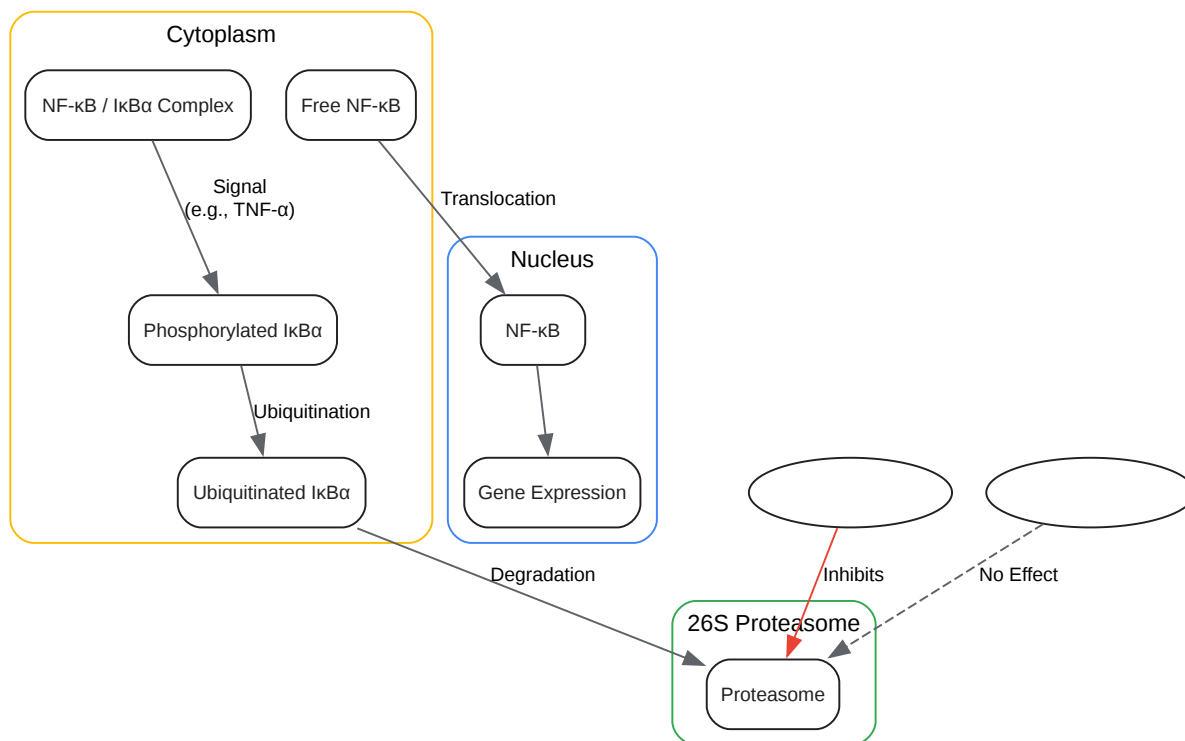 Cytoplasm
NF-κB / IκBα Complex
Free NF-κB
Signal
(e.g., TNF-α)
Translocation
Nucleus
Phosphorylated IκBα
NF-κB
Ubiquitination
Ubiquitinated IκBα
Gene Expression
Degradation
Inhibits
No Effect
26S Proteasome
Proteasome